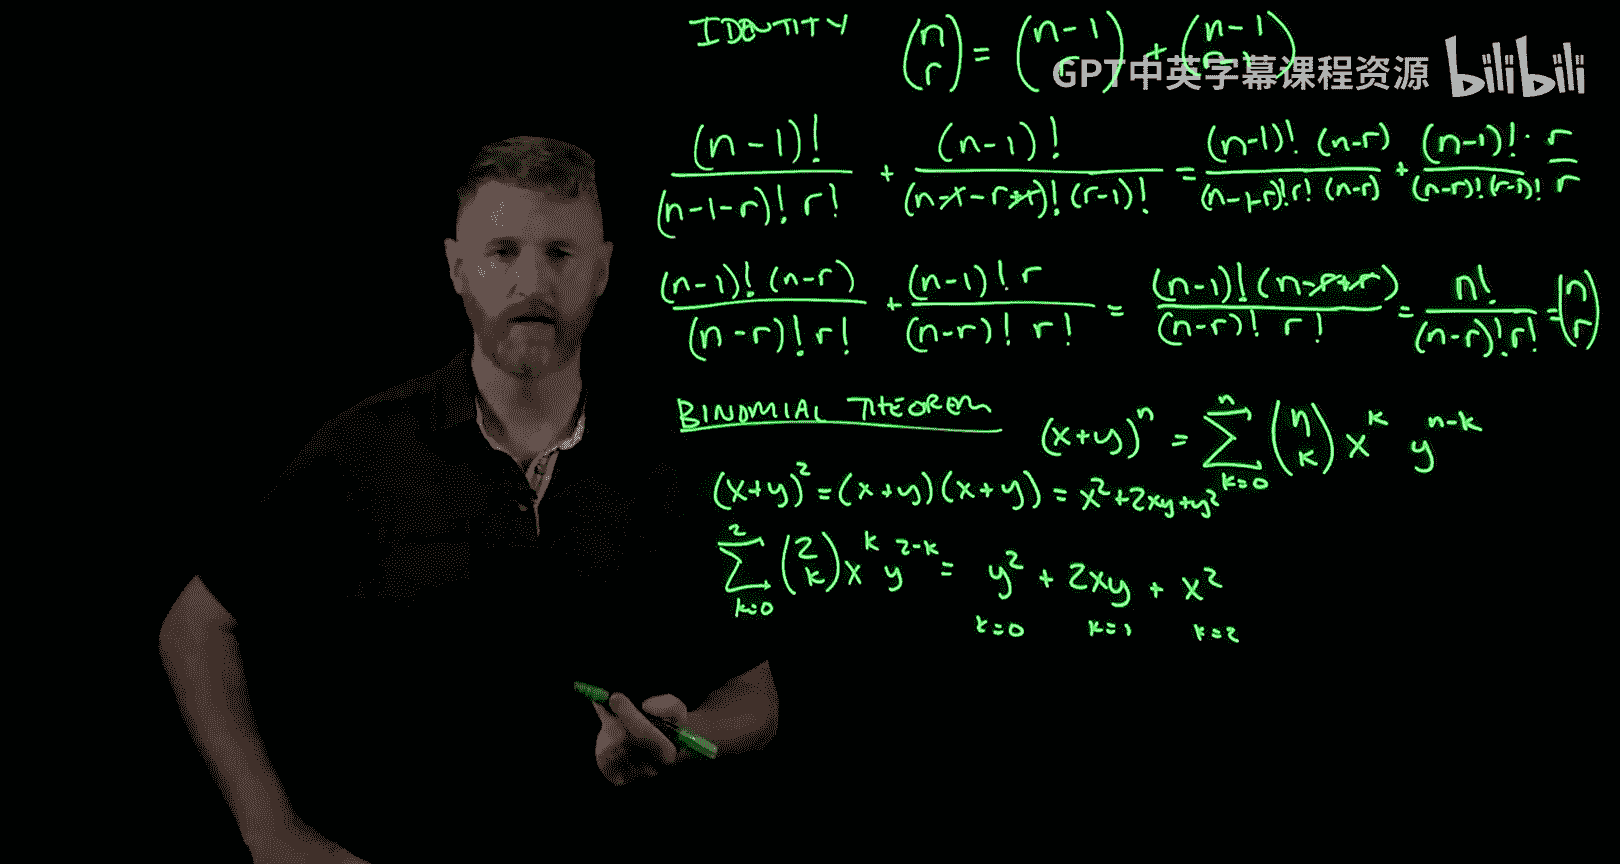 IDENTITY (n r) = (n-1 r) + (n-1 r-1)
GPT中英字幕课程资源 bilibili
(n-1)! / (n-1-r)! r! + (n-1)! / (n-1-r+1)! (r-1)! = (n-1)! (n-r) / (n-1-r)! r! (n-r) + (n-1)! · r / (n-r)! (r-1)! r
(n-1)! (n-r) / (n-r)! r! + (n-1)! r / (n-r)! r! = (n-1)! (n-r+r) / (n-r)! r! = n! / (n-r)! r! = (n r)
BINOMIAL THEOREM (x+y)^n = ∑ n k=0 (n k) x^k y^n-k
(x+y)^2 = (x+y)(x+y) = x^2+2xy+y^2
∑ 2 k=0 (2 k) x^k y^2-k = y^2 + 2xy + x^2
k=0 k=1 k=2